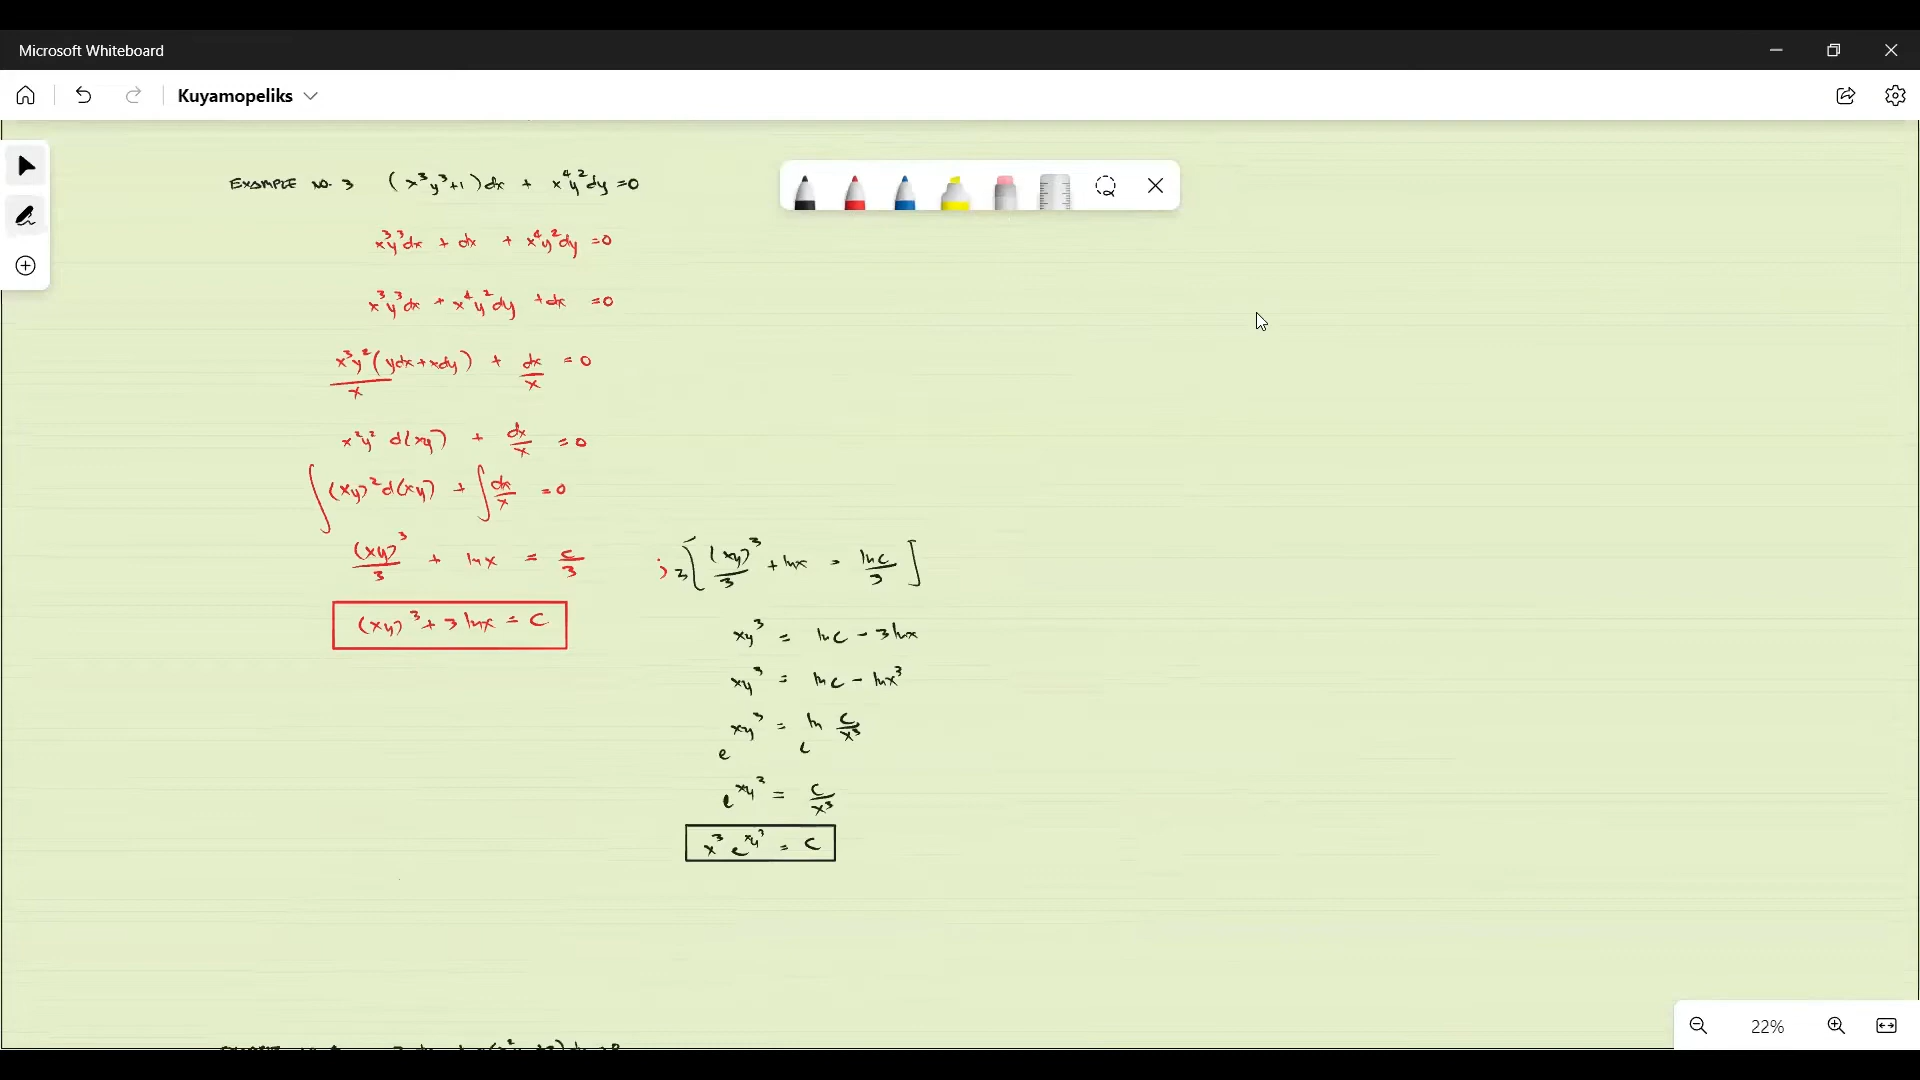 Microsoft Whiteboard
Kuyamopeliks
EXAMPLE NO. 3 (x³y³+1)dx + x⁴y²dy =0
x³y³dx + dx + x⁴y²dy =0
x³y³dx + x⁴y²dy + dx =0
x³y²(ydx+xdy)/x + dx/x = 0
x²y² d(xy) + dx/x = 0
∫(xy)²d(xy) + ∫dx/x =0
(xy)³/3 + lnx = c/3 ; 3[(xy)³/3 + lnx = lnc/3]
(xy)³ + 3lnx = C
xy³ = lnc - 3lnx
xy³ = lnc - lnx³
e^xy³ = e^ln c/x³
e^xy³ = c/x³
x³ e^xy³ = C
22%